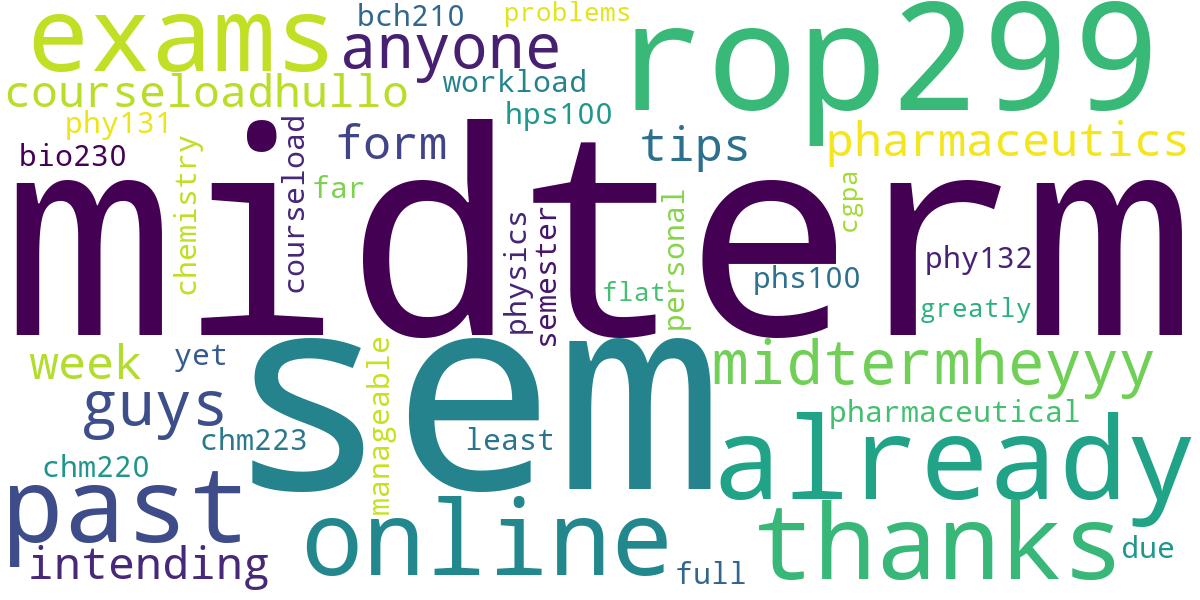 exams
bch210
problems
anyone
rop299
courseloadhullo
workload
phy131
hps100
form
tips
pharmaceutics
bio230
chemistry
courseload
far
midterm
physics
semester
personal
cgpa
phy132
phs100
flat
greatly
week
yet
sem
manageable
midtermheyyy
guys
pharmaceutical
chm223
least
already
chm220
past
online
thanks
intending
full
due